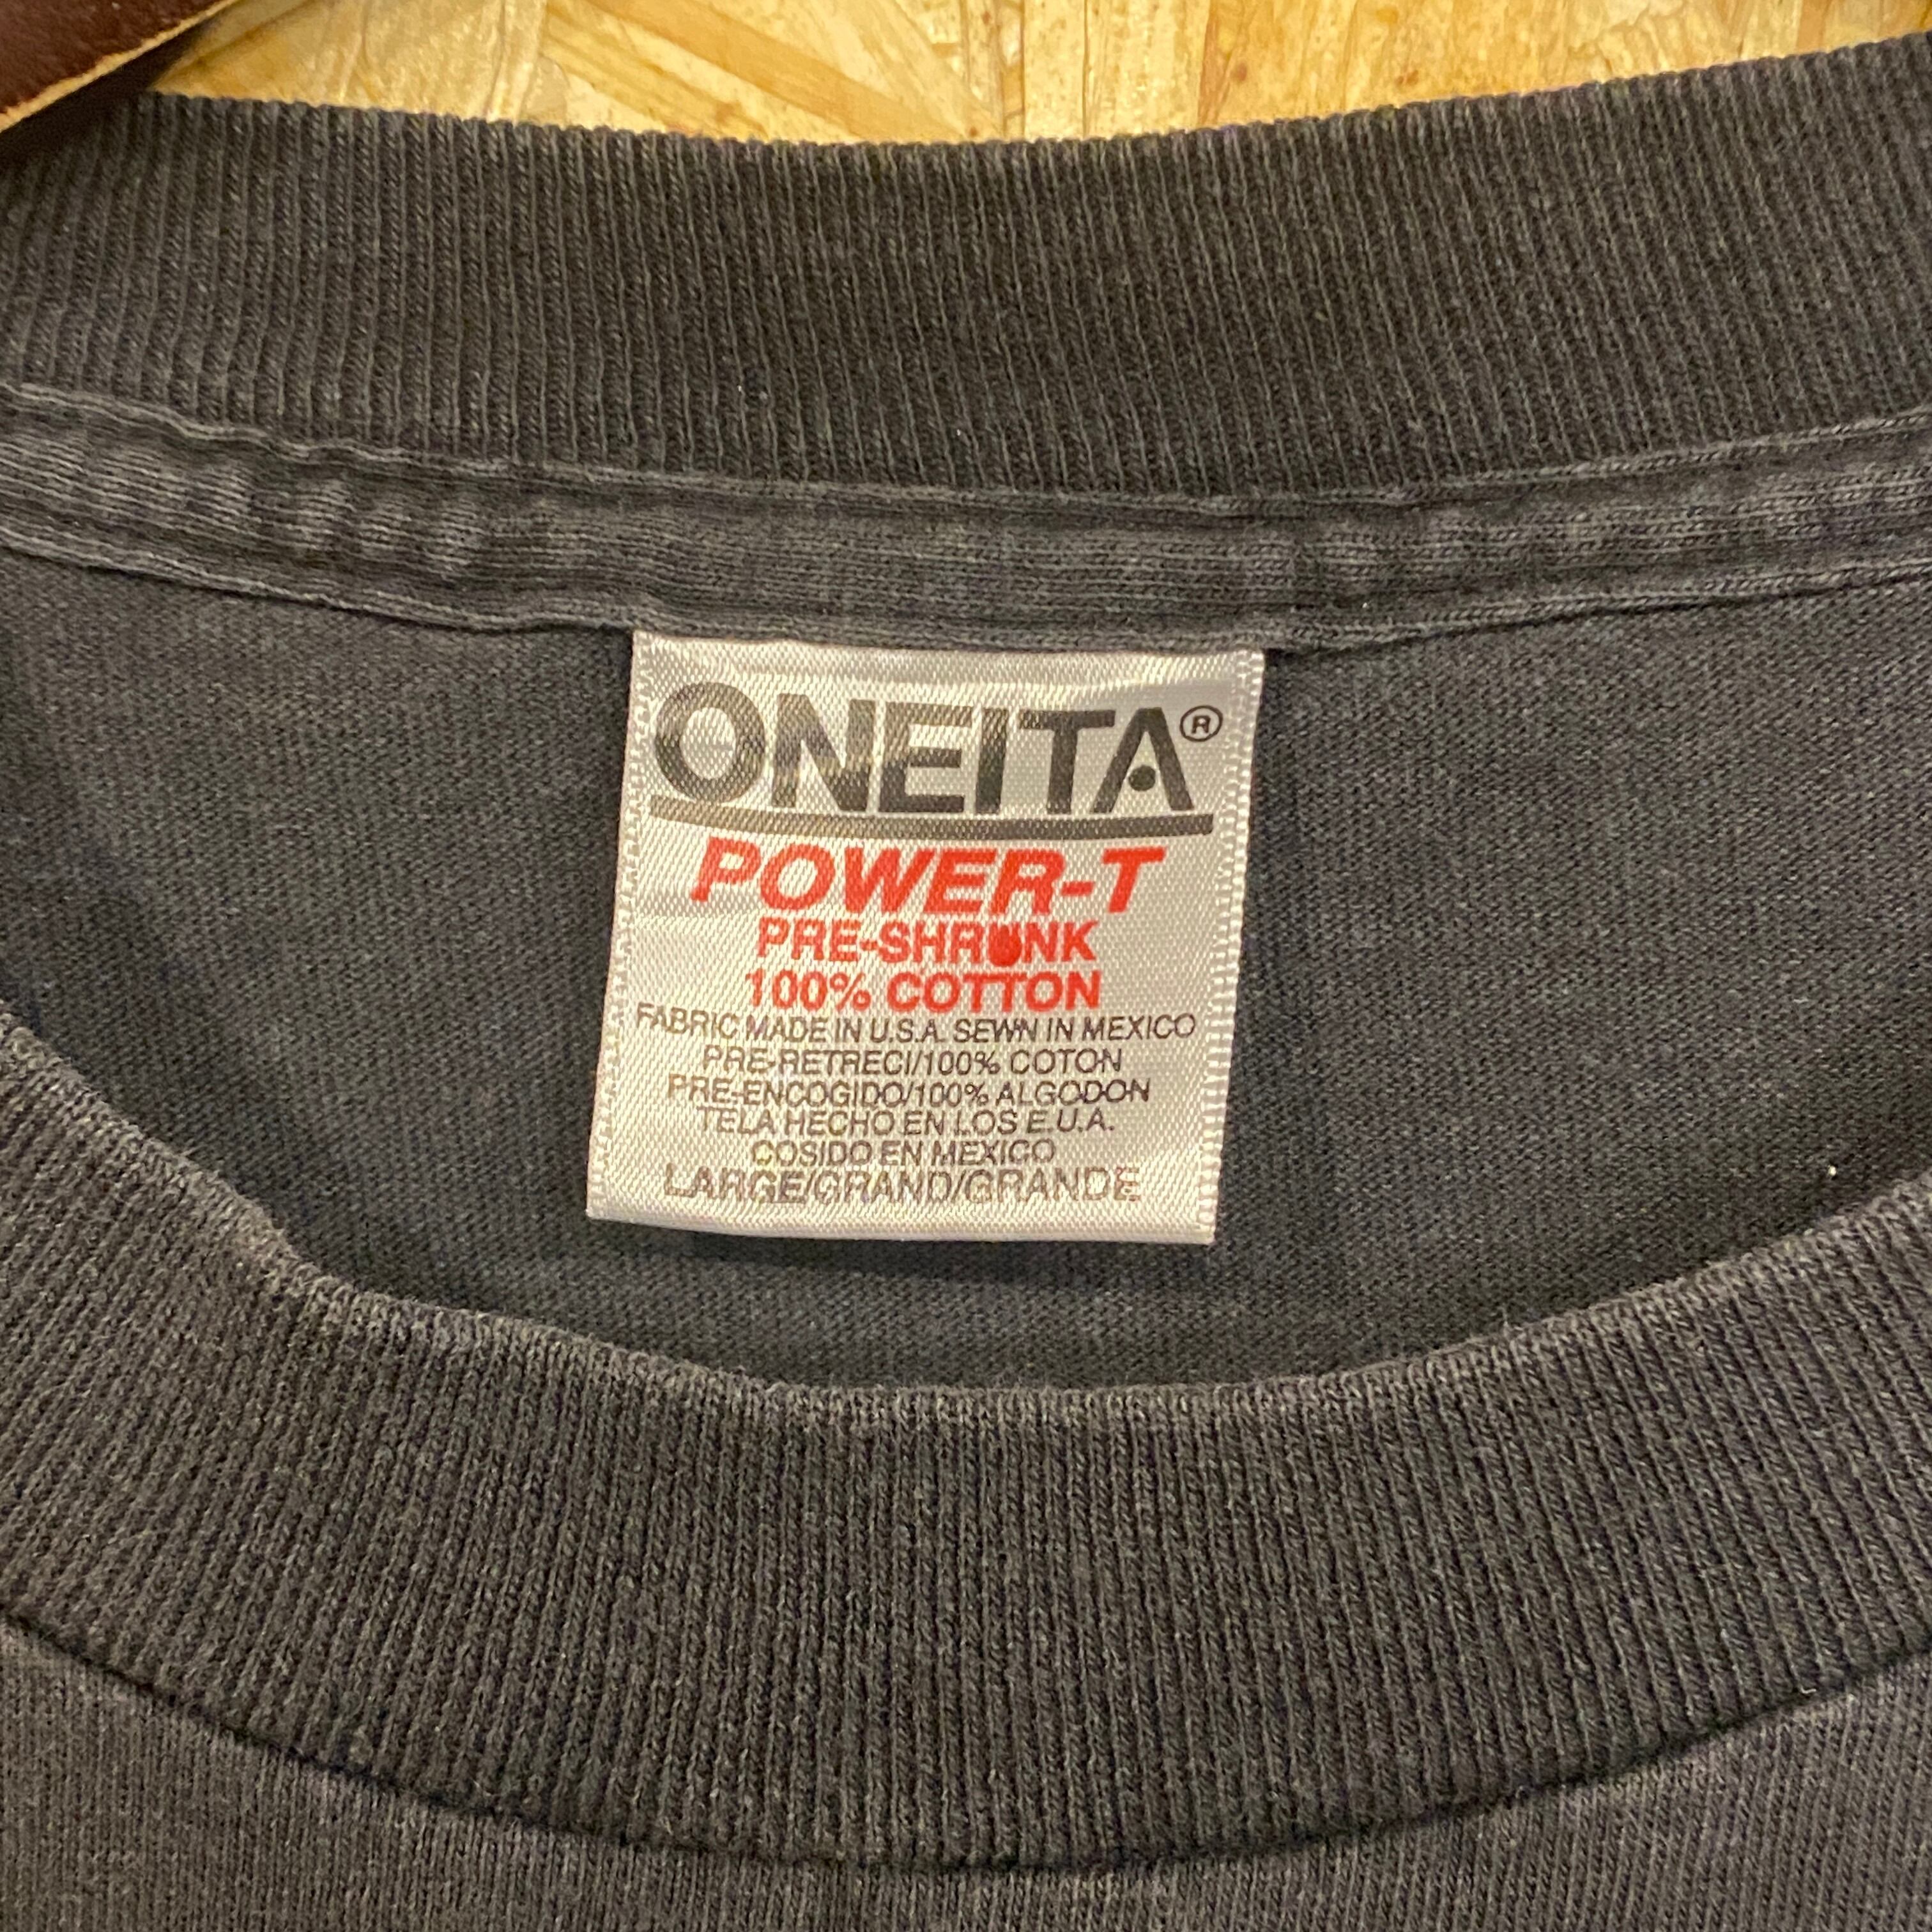 ONEITA®
POWER-T
PRE-SHRUNK
100% COTTON
FABRIC MADE IN U.S.A. SEWN IN MEXICO
PRE-RETRECI/100% COTON
PRE-ENCOGIDO/100% ALGODON
TELA HECHO EN LOS E.U.A.
COSIDO EN MEXICO
LARGE/GRAND/GRANDE